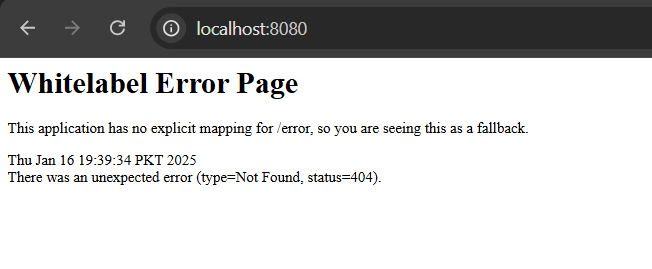 localhost:8080
Whitelabel Error Page
This application has no explicit mapping for /error, so you are seeing this as a fallback.
Thu Jan 16 19:39:34 PKT 2025
There was an unexpected error (type=Not Found, status=404).